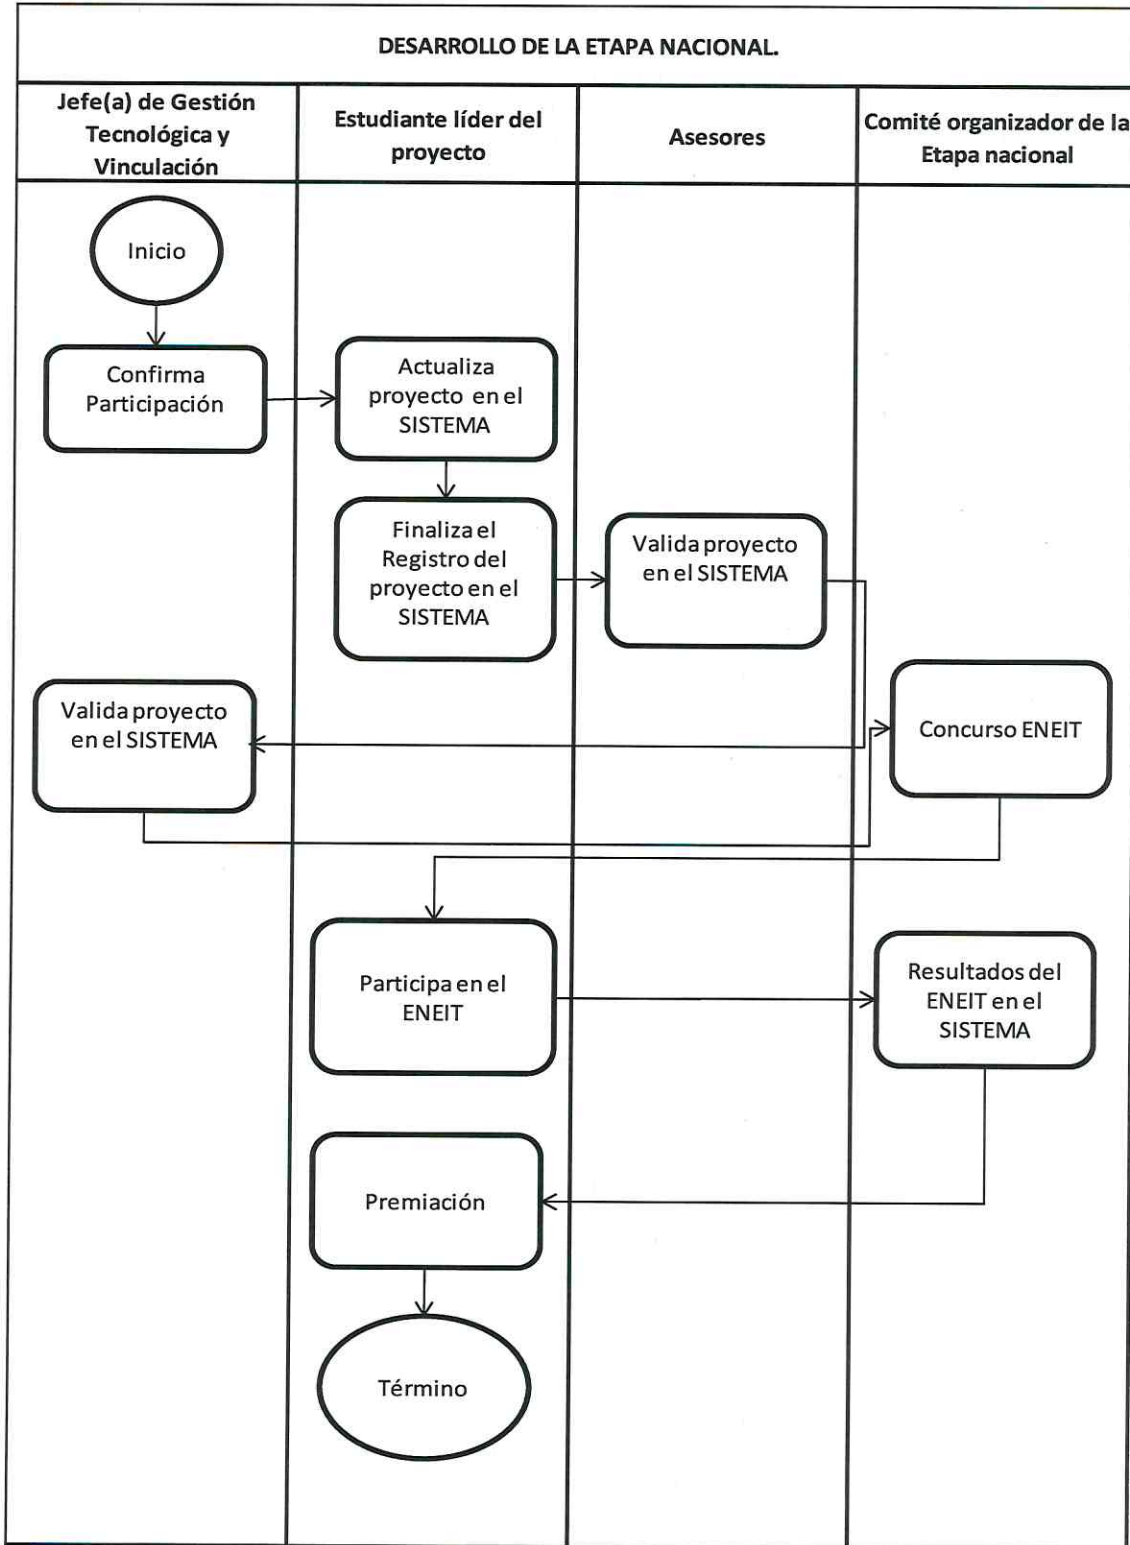 DESARROLLO DE LA ETAPA NACIONAL.
Jefe(a) de Gestión
Tecnológica y
Vinculación
Estudiante líder del
proyecto
Asesores
Comité organizador de la
Etapa nacional
Inicio
Confirma
Participación
Actualiza
proyecto en el
SISTEMA
Finaliza el
Registro del
proyecto en el
SISTEMA
Valida proyecto
en el SISTEMA
Valida proyecto
en el SISTEMA
Concurso ENEIT
Participa en el
ENEIT
Resultados del
ENEIT en el
SISTEMA
Premiación
Término